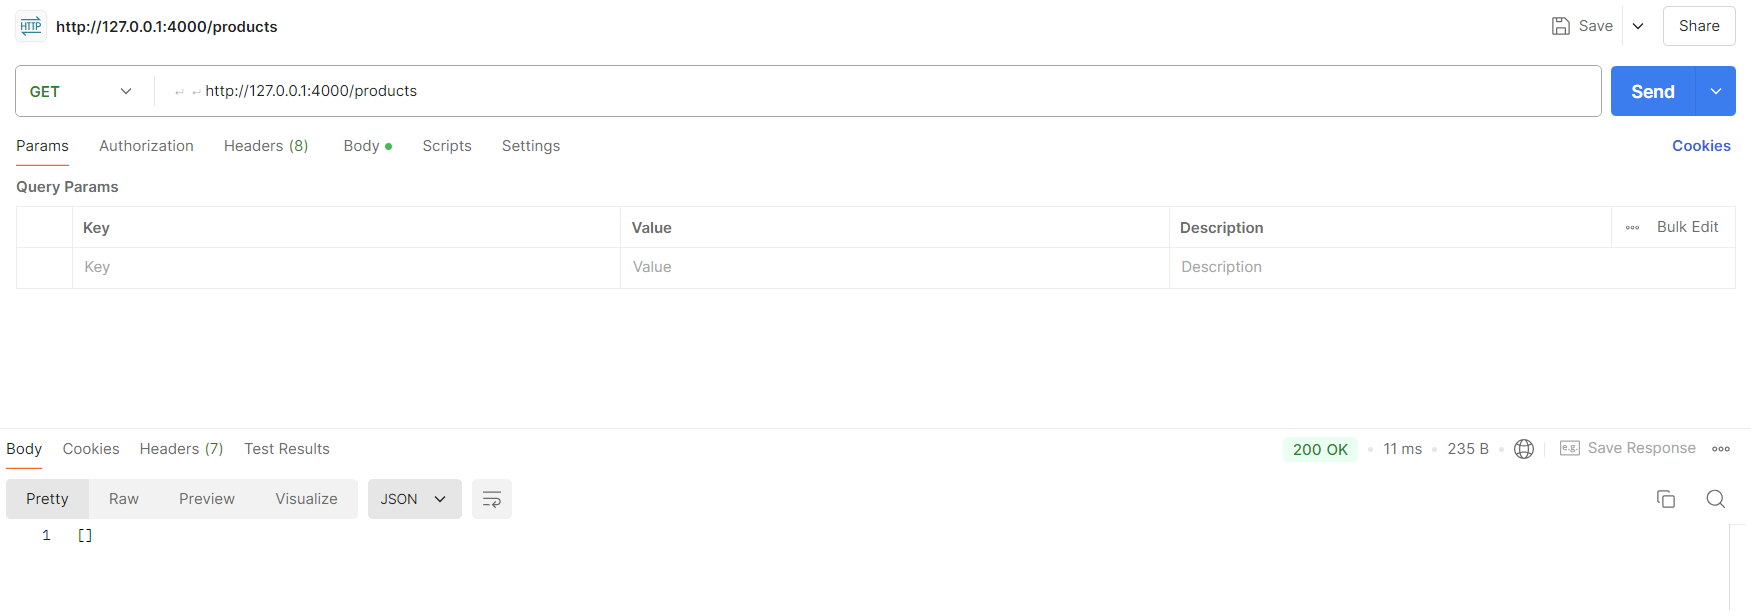 HTTP http://127.0.0.1:4000/products Save Share
GET ↵ ↵ http://127.0.0.1:4000/products Send
Params Authorization Headers (8) Body Scripts Settings Cookies
Query Params
Key Value Description Bulk Edit
Key Value Description
Body Cookies Headers (7) Test Results 200 OK • 11 ms • 235 B • e.g. Save Response
Pretty Raw Preview Visualize JSON
1 []